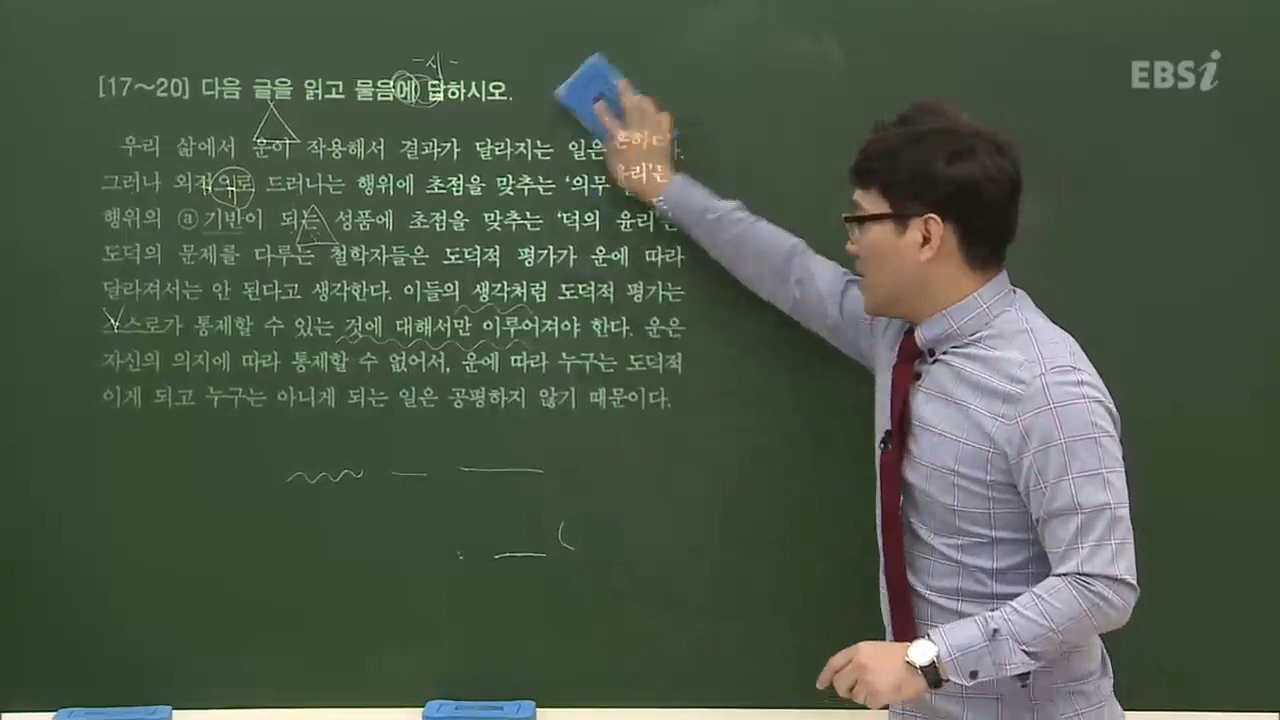 EBSi
-시-
[17～20] 다음 글을 읽고 물음에 답하시오.
우리 삶에서 운이 작용해서 결과가 달라지는 일은
그러나 외적으로 드러나는 행위에 초점을 맞추는 ‘의무 윤리’든
행위의 ⓐ 기반이 되는 성품에 초점을 맞추는 ‘덕의 윤리’든
도덕의 문제를 다루는 철학자들은 도덕적 평가가 운에 따라
달라져서는 안 된다고 생각한다. 이들의 생각처럼 도덕적 평가는
스스로가 통제할 수 있는 것에 대해서만 이루어져야 한다. 운은
자신의 의지에 따라 통제할 수 없어서, 운에 따라 누구는 도덕적
이게 되고 누구는 아니게 되는 일은 공평하지 않기 때문이다.